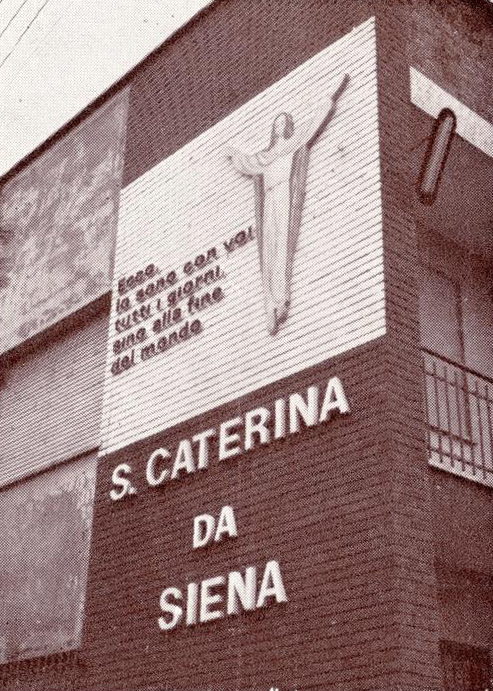 Ecco,
io sono con voi
tutti i giorni,
sino alla fine
del mondo
S. CATERINA
DA
SIENA